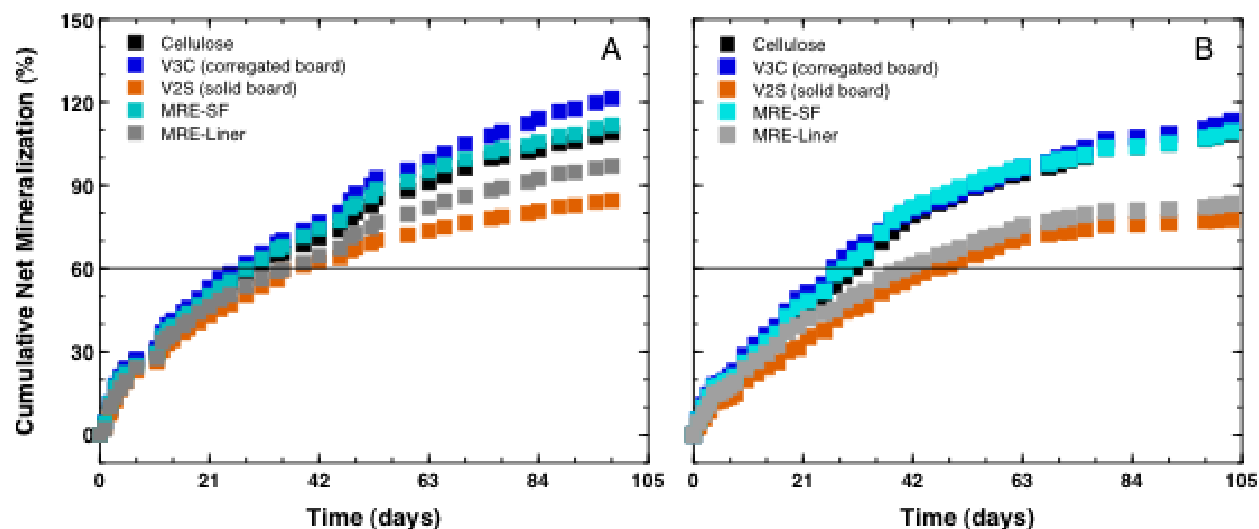 150
120
90
60
30
0
Cumulative Net Mineralization (%)
Cellulose
V3C (corregated board)
V2S (solid board)
MRE-SF
MRE-Liner
A
0
21
42
63
84
105
Time (days)
Cellulose
V3C (corregated board)
V2S (solid board)
MRE-SF
MRE-Liner
B
0
21
42
63
84
105
Time (days)